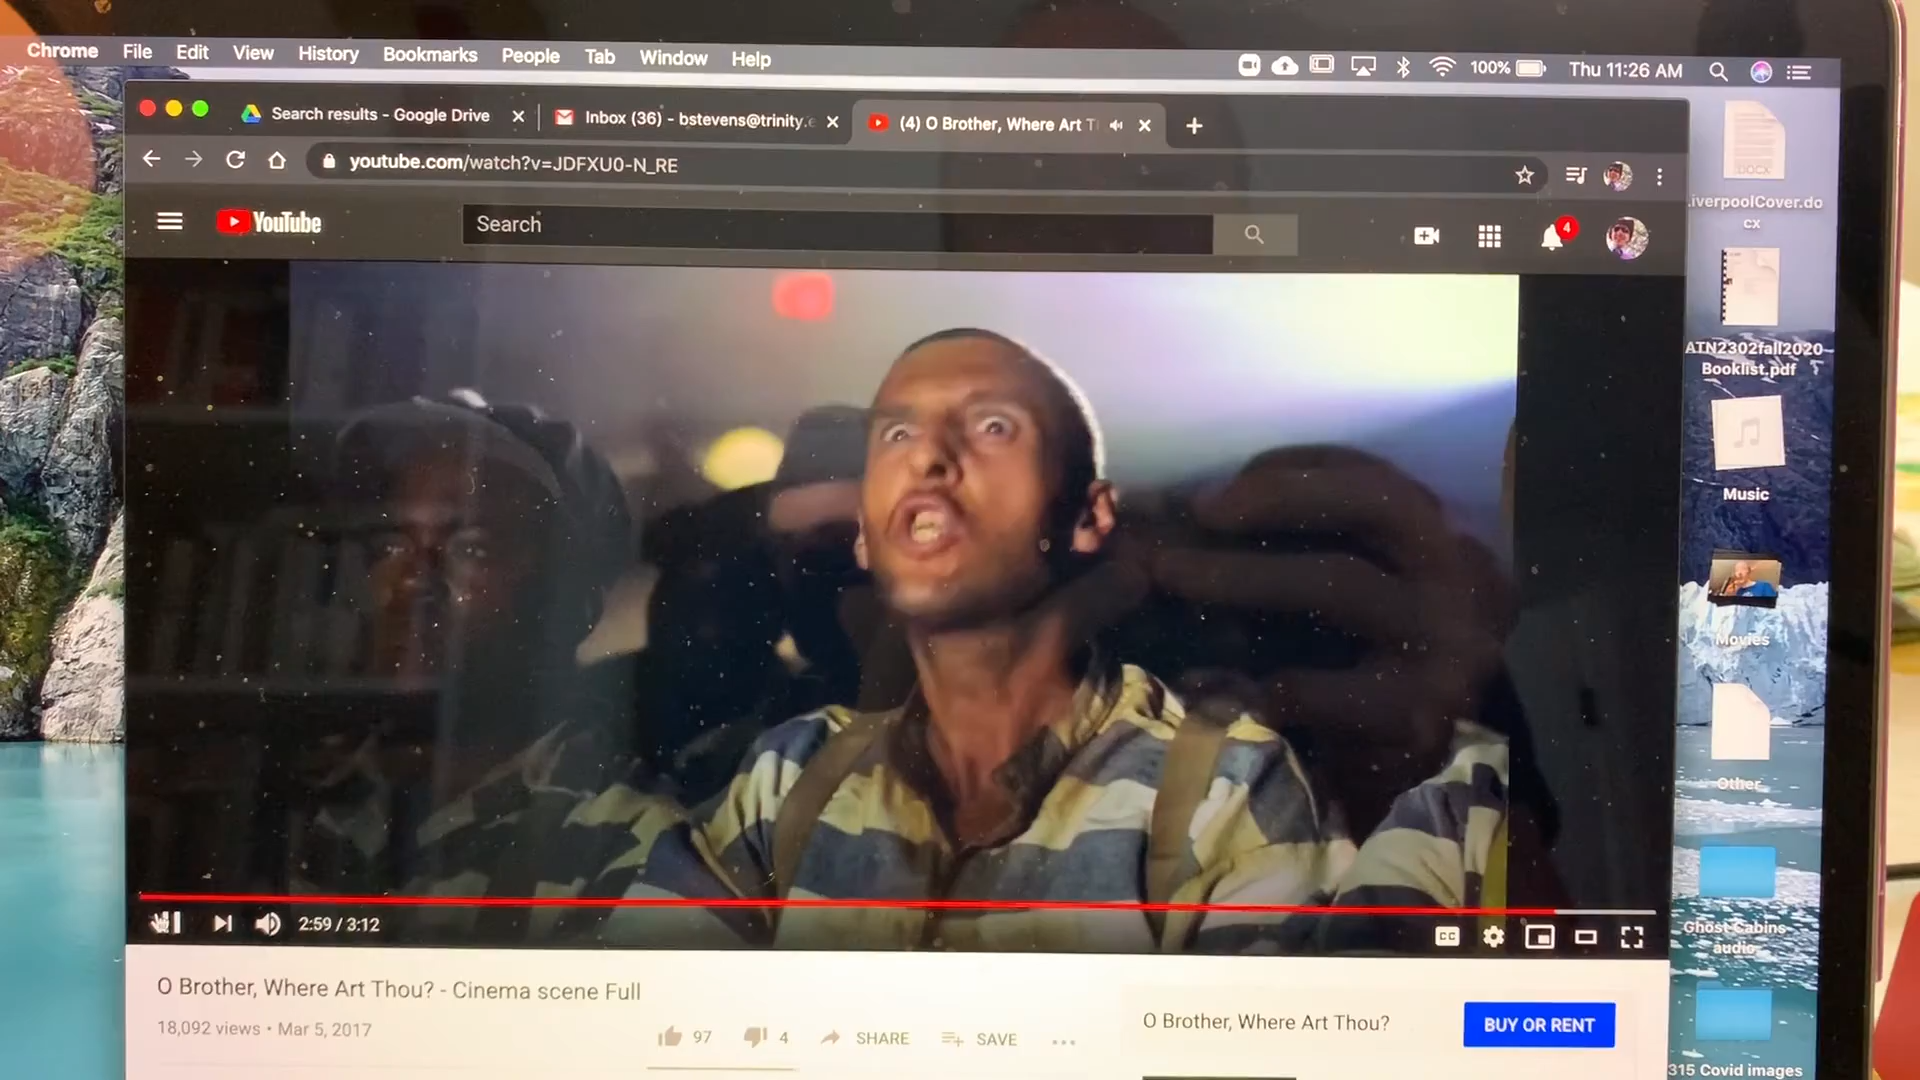 Chrome File Edit View History Bookmarks People Tab Window Help
100% Thu 11:26 AM
Search results - Google Drive
Inbox (36) - bstevens@trinity.e
(4) O Brother, Where Art T
youtube.com/watch?v=JDFXU0-N_RE
YouTube
Search
4
DOCX
iverpoolCover.do
cx
ATN2302fall2020
Booklist.pdf
Music
Movies
Other
Ghost Cabins
audio
315 Covid images
2:59 / 3:12
CC
O Brother, Where Art Thou? - Cinema scene Full
18,092 views • Mar 5, 2017
97
4
SHARE
SAVE
O Brother, Where Art Thou?
BUY OR RENT